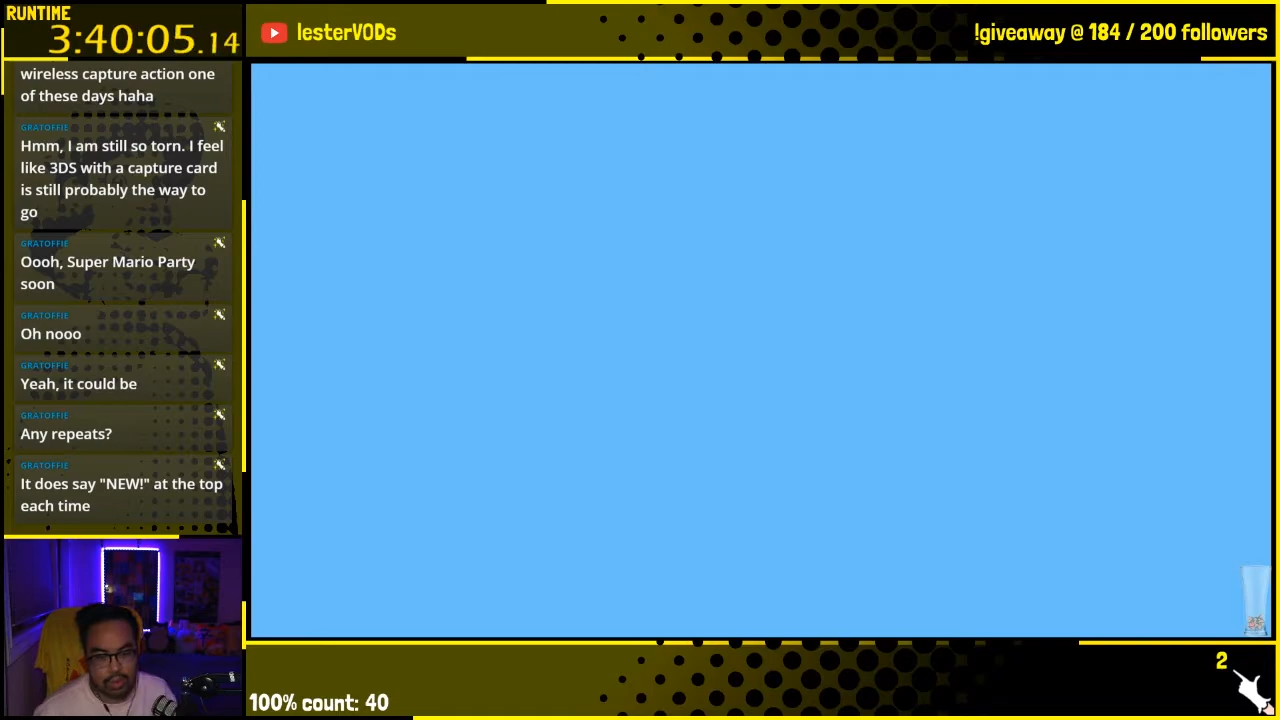 RUNTIME
3:40:05.14
lesterVODs
!giveaway @ 184 / 200 followers
wireless capture action one
of these days haha
GRATOFFIE
Hmm, I am still so torn. I feel
like 3DS with a capture card
is still probably the way to
go
GRATOFFIE
Oooh, Super Mario Party
soon
GRATOFFIE
Oh nooo
GRATOFFIE
Yeah, it could be
GRATOFFIE
Any repeats?
GRATOFFIE
It does say "NEW!" at the top
each time
2
100% count: 40